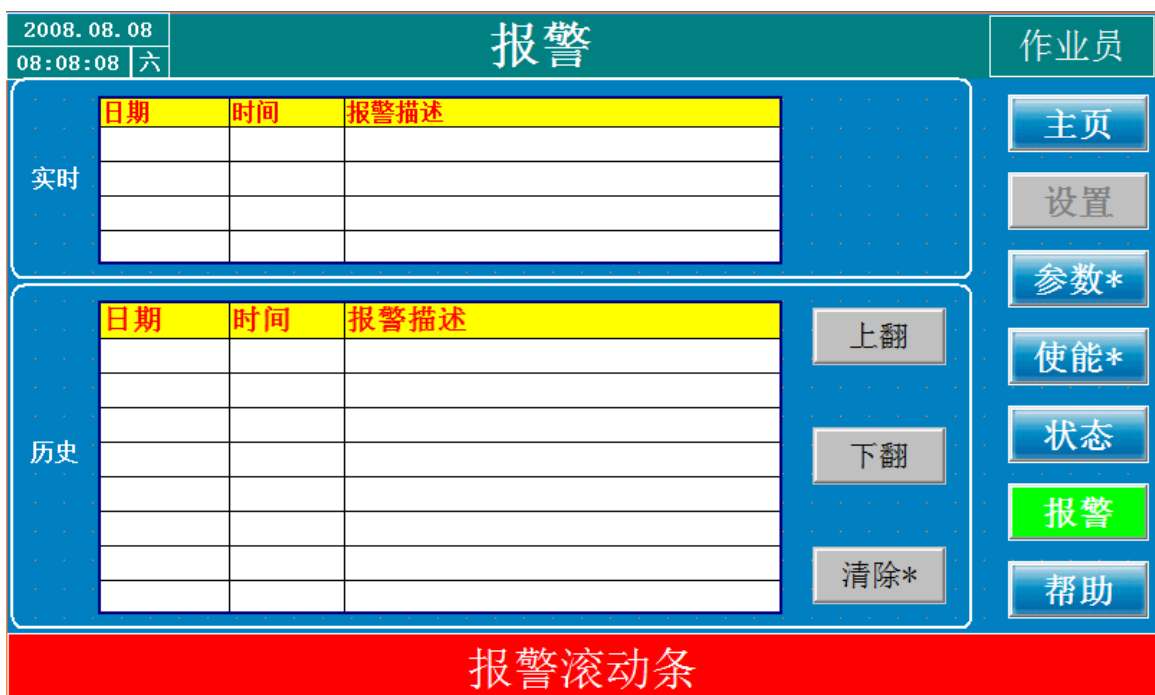 2008.08.08
08:08:08 六
报警
作业员
日期 时间 报警描述
实时
日期 时间 报警描述
历史
上翻
下翻
清除*
主页
设置
参数*
使能*
状态
报警
帮助
报警滚动条